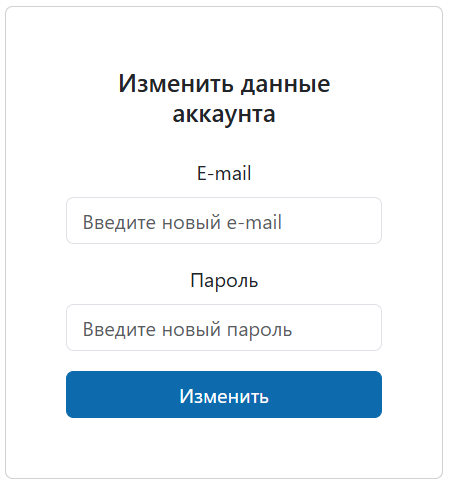 Изменить данные
аккаунта
E-mail
Введите новый e-mail
Пароль
Введите новый пароль
Изменить